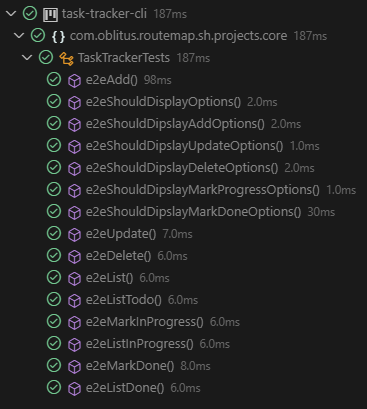 task-tracker-cli 187ms
{ } com.oblitus.routemap.sh.projects.core 187ms
TaskTrackerTests 187ms
e2eAdd() 98ms
e2eShouldDipslayOptions() 2.0ms
e2eShouldDipslayAddOptions() 2.0ms
e2eShouldDipslayUpdateOptions() 1.0ms
e2eShouldDipslayDeleteOptions() 2.0ms
e2eShouldDipslayMarkProgressOptions() 1.0ms
e2eShouldDipslayMarkDoneOptions() 30ms
e2eUpdate() 7.0ms
e2eDelete() 6.0ms
e2eList() 6.0ms
e2eListTodo() 6.0ms
e2eMarkInProgress() 6.0ms
e2eListInProgress() 6.0ms
e2eMarkDone() 8.0ms
e2eListDone() 6.0ms